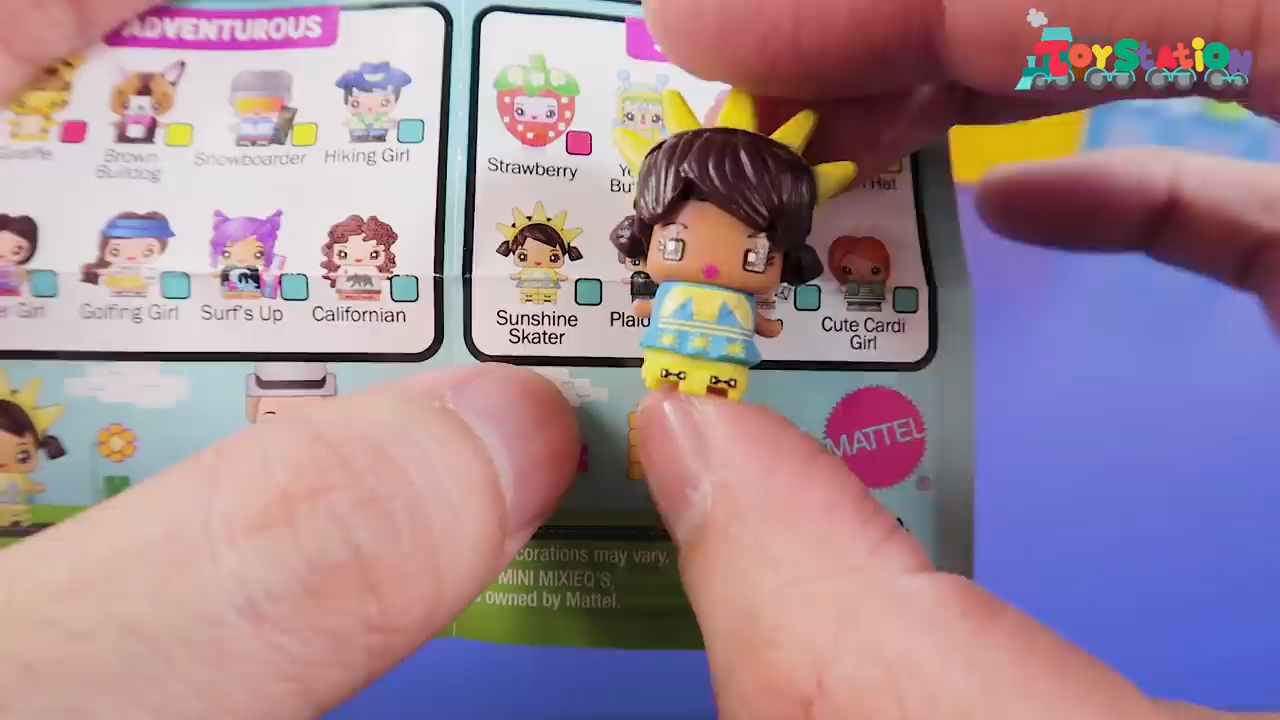 ADVENTUROUS
TOYSTATION
Strawberry
Brown
Bulldog
Snowboarder
Hiking Girl
Hat
Golfing Girl
Surf's Up
Californian
Sunshine
Skater
Plaid
Cute Cardi
Girl
MATTEL
®
corations may vary,
MINI MIXIEQ'S,
owned by Mattel.